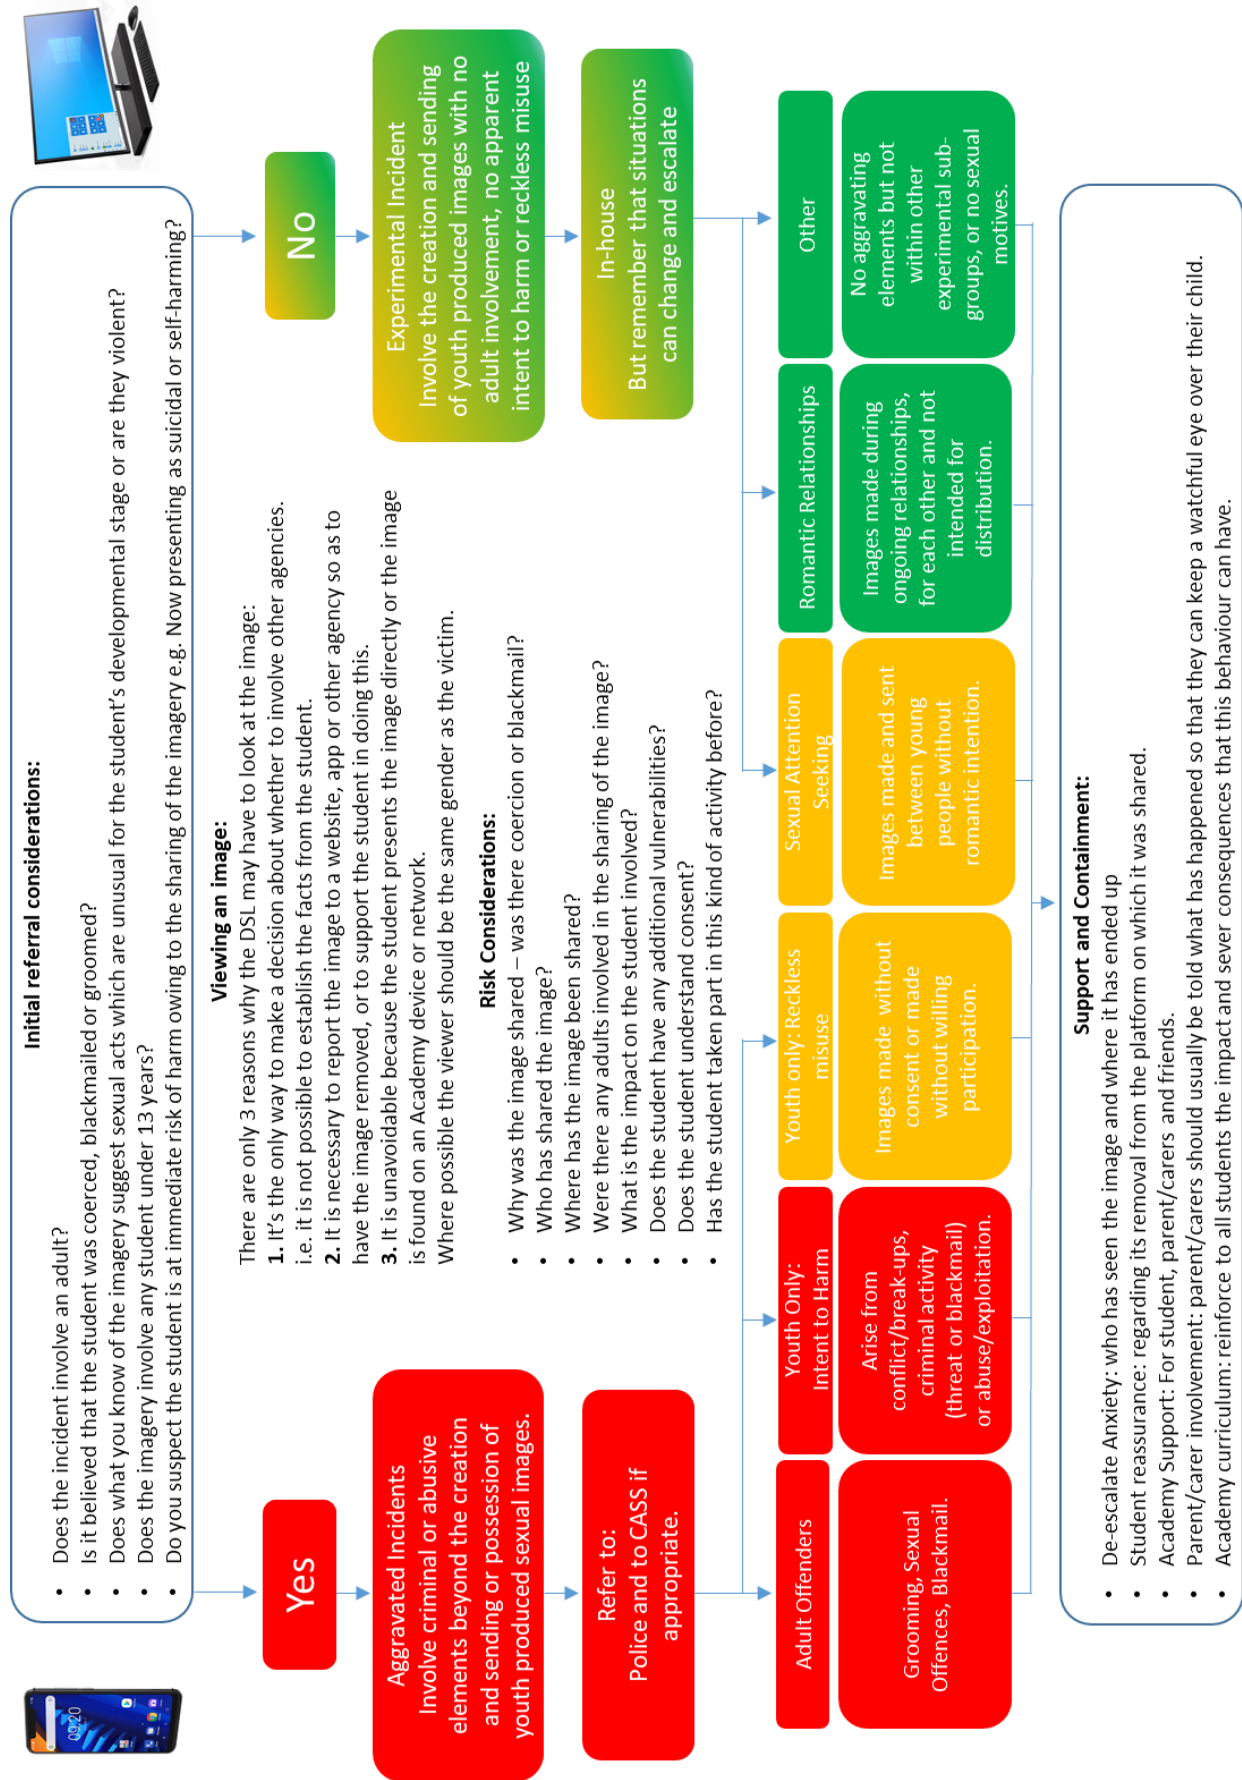 Initial referral considerations:
• Does the incident involve an adult?
• Is it believed that the student was coerced, blackmailed or groomed?
• Does what you know of the imagery suggest sexual acts which are unusual for the student’s developmental stage or are they violent?
• Does the imagery involve any student under 13 years?
• Do you suspect the student is at immediate risk of harm owing to the sharing of the imagery e.g. Now presenting as suicidal or self-harming?
09:20
Yes
Aggravated Incidents
Involve criminal or abusive
elements beyond the creation
and sending or possession of
youth produced sexual images.
Refer to:
Police and to CASS if
appropriate.
Viewing an image:
There are only 3 reasons why the DSL may have to look at the image:
1. It’s the only way to make a decision about whether to involve other agencies.
i.e. it is not possible to establish the facts from the student.
2. It is necessary to report the image to a website, app or other agency so as to
have the image removed, or to support the student in doing this.
3. It is unavoidable because the student presents the image directly or the image
is found on an Academy device or network.
Where possible the viewer should be the same gender as the victim.
Risk Considerations:
• Why was the image shared – was there coercion or blackmail?
• Who has shared the image?
• Where has the image been shared?
• Were there any adults involved in the sharing of the image?
• What is the impact on the student involved?
• Does the student have any additional vulnerabilities?
• Does the student understand consent?
• Has the student taken part in this kind of activity before?
No
Experimental Incident
Involve the creation and sending
of youth produced images with no
adult involvement, no apparent
intent to harm or reckless misuse
In-house
But remember that situations
can change and escalate
Adult Offenders
Grooming, Sexual
Offences, Blackmail.
Youth Only:
Intent to Harm
Arise from
conflict/break-ups,
criminal activity
(threat or blackmail)
or abuse/exploitation.
Youth only: Reckless
misuse
Images made without
consent or made
without willing
participation.
Sexual Attention
Seeking
Images made and sent
between young
people without
romantic intention.
Romantic Relationships
Images made during
ongoing relationships,
for each other and not
intended for
distribution.
Other
No aggravating
elements but not
within other
experimental sub-
groups, or no sexual
motives.
Support and Containment:
• De-escalate Anxiety: who has seen the image and where it has ended up
• Student reassurance: regarding its removal from the platform on which it was shared.
• Academy Support: For student, parent/carers and friends.
• Parent/carer involvement: parent/carers should usually be told what has happened so that they can keep a watchful eye over their child.
• Academy curriculum: reinforce to all students the impact and sever consequences that this behaviour can have.